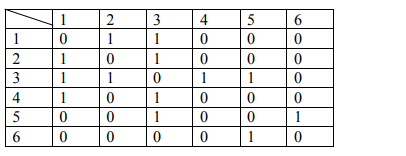 1 2 3 4 5 6
1 0 1 1 0 0 0
2 1 0 1 0 0 0
3 1 1 0 1 1 0
4 1 0 1 0 0 0
5 0 0 1 0 0 1
6 0 0 0 0 1 0